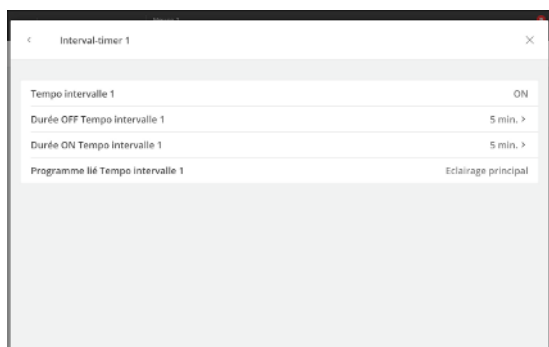 Interval-timer 1
Tempo intervalle 1 ON
Durée OFF Tempo intervalle 1 5 min. >
Durée ON Tempo intervalle 1 5 min. >
Programme lié Tempo intervalle 1 Eclairage principal